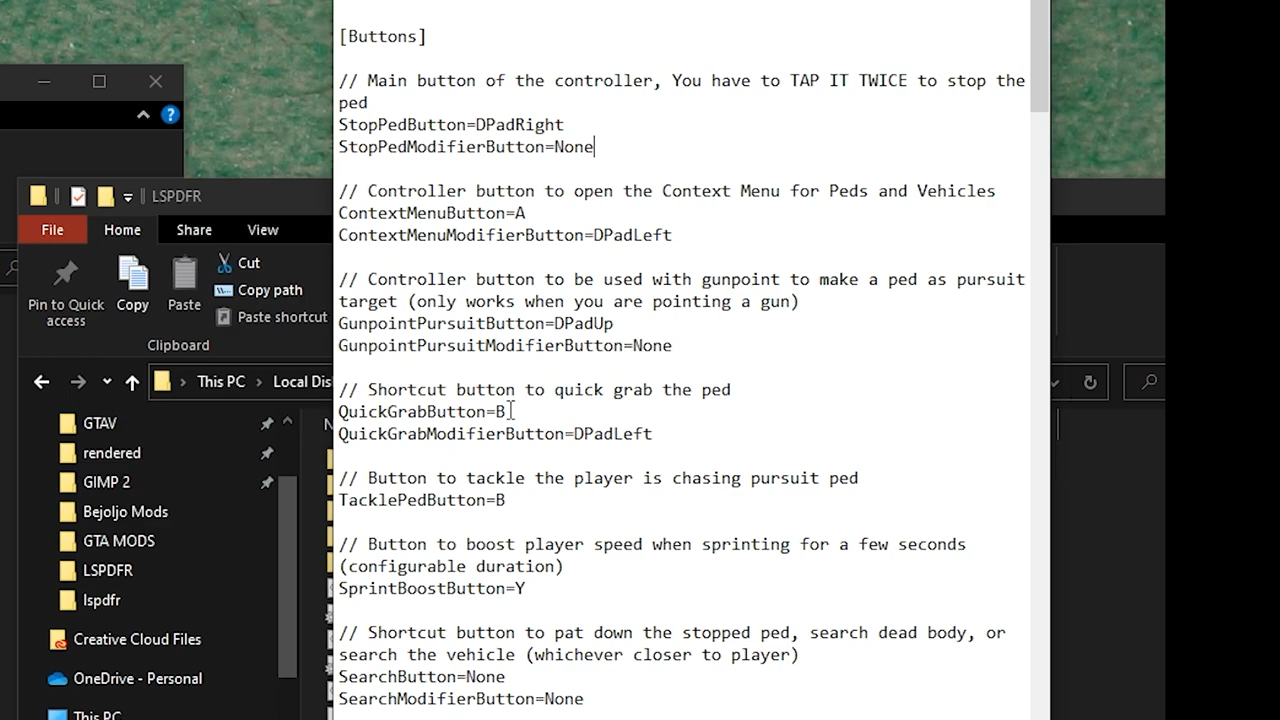 [Buttons]
// Main button of the controller, You have to TAP IT TWICE to stop the
ped
StopPedButton=DPadRight
StopPedModifierButton=None
// Controller button to open the Context Menu for Peds and Vehicles
ContextMenuButton=A
ContextMenuModifierButton=DPadLeft
// Controller button to be used with gunpoint to make a ped as pursuit
target (only works when you are pointing a gun)
GunpointPursuitButton=DPadUp
GunpointPursuitModifierButton=None
// Shortcut button to quick grab the ped
QuickGrabButton=B
QuickGrabModifierButton=DPadLeft
// Button to tackle the player is chasing pursuit ped
TacklePedButton=B
// Button to boost player speed when sprinting for a few seconds
(configurable duration)
SprintBoostButton=Y
// Shortcut button to pat down the stopped ped, search dead body, or
search the vehicle (whichever closer to player)
SearchButton=None
SearchModifierButton=None
LSPDFR
File Home Share View
Pin to Quick
access
Copy
Paste
Cut
Copy path
Paste shortcut
Clipboard
This PC
GTAV
rendered
GIMP 2
Bejoljo Mods
GTA MODS
LSPDFR
lspdfr
Creative Cloud Files
OneDrive - Personal
This PC